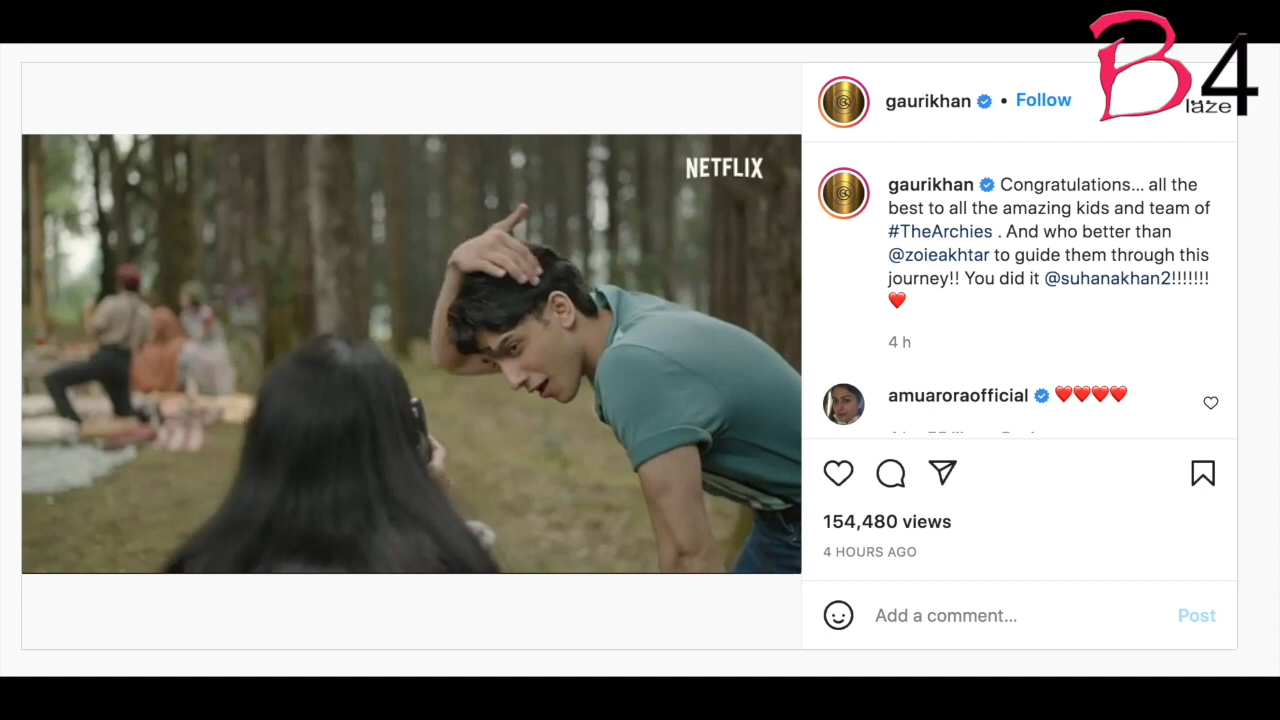 B4
laze
NETFLIX
gaurikhan • Follow
gaurikhan Congratulations... all the
best to all the amazing kids and team of
#TheArchies . And who better than
@zoieakhtar to guide them through this
journey!! You did it @suhanakhan2!!!!!!!
❤️
4 h
amuaroraofficial ❤️❤️❤️❤️
154,480 views
4 HOURS AGO
Add a comment...
Post